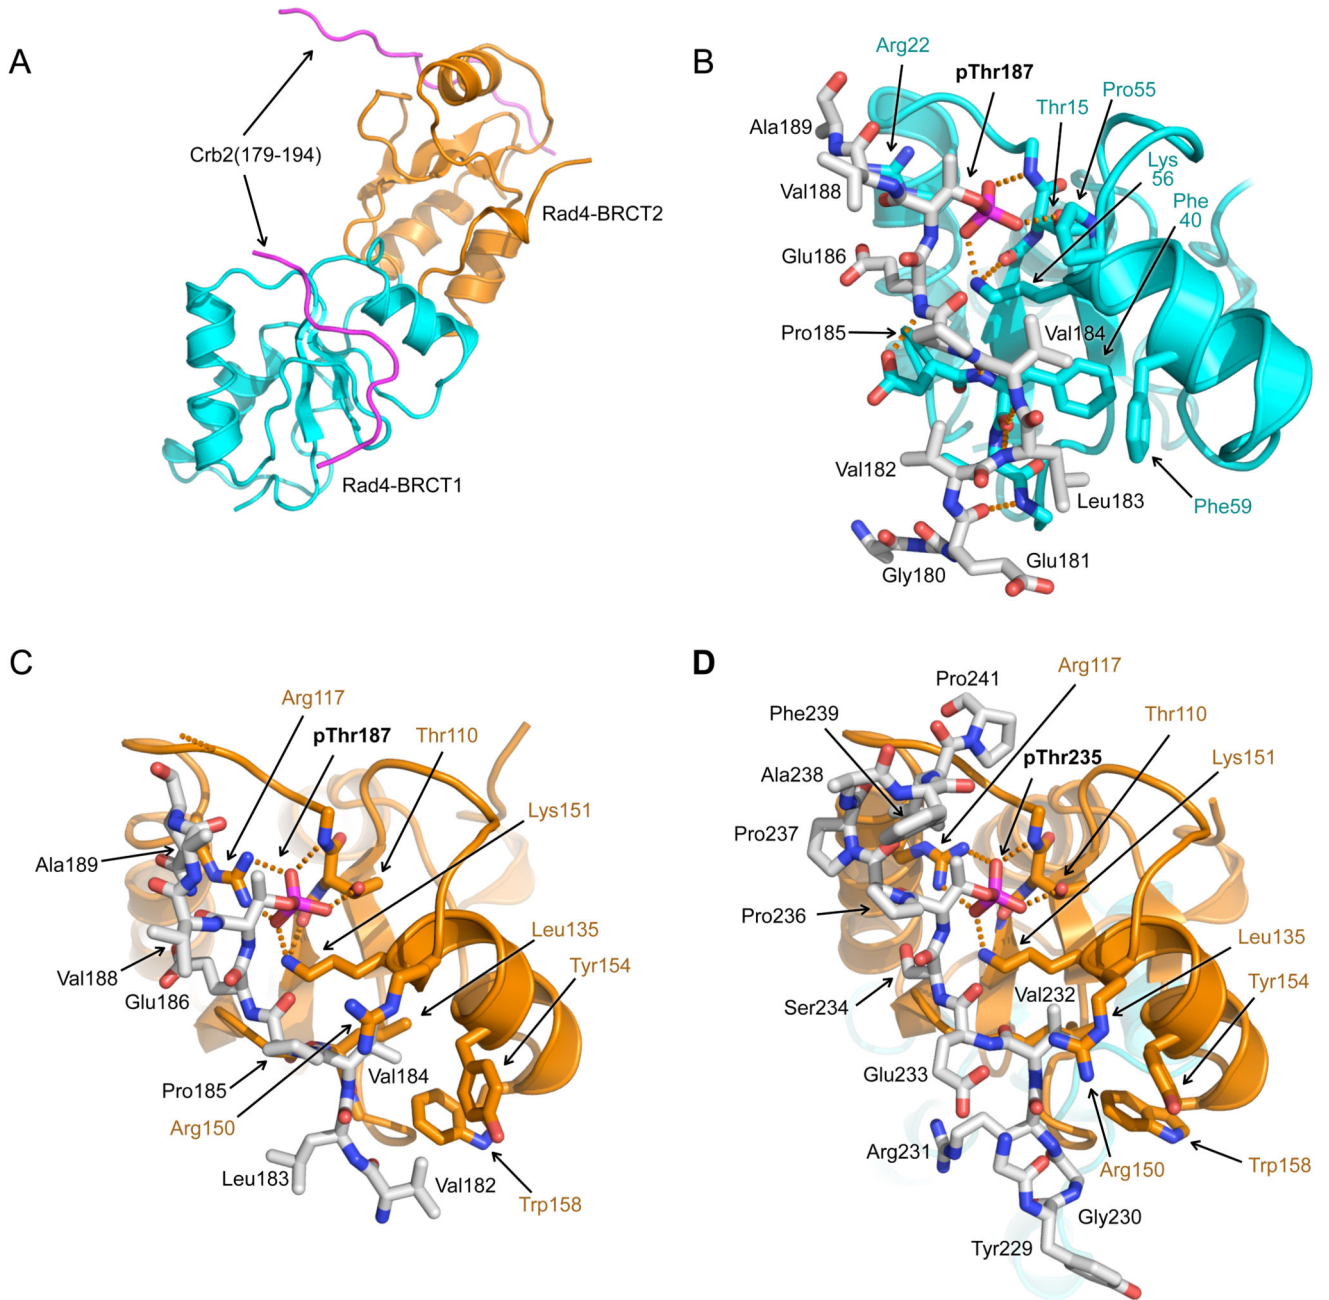 A
Crb2(179-194)
Rad4-BRCT2
Rad4-BRCT1
B
Arg22
pThr187
Pro55
Thr15
Ala189
Lys
56
Val188
Phe
40
Glu186
Pro185
Val184
Val182
Leu183
Phe59
Glu181
Gly180
C
Arg117
pThr187
Thr110
Lys151
Ala189
Leu135
Tyr154
Val188
Glu186
Pro185
Val184
Arg150
Leu183
Val182
Trp158
D
Arg117
Pro241
Phe239
Thr110
pThr235
Lys151
Ala238
Pro237
Pro236
Leu135
Tyr154
Val232
Ser234
Glu233
Arg231
Arg150
Trp158
Gly230
Tyr229